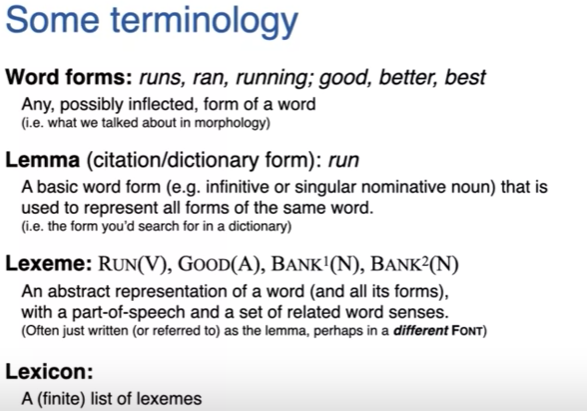 Some terminology
Word forms: runs, ran, running; good, better, best
Any, possibly inflected, form of a word
(i.e. what we talked about in morphology)
Lemma (citation/dictionary form): run
A basic word form (e.g. infinitive or singular nominative noun) that is
used to represent all forms of the same word.
(i.e. the form you'd search for in a dictionary)
Lexeme: RUN(V), GOOD(A), BANK¹(N), BANK²(N)
An abstract representation of a word (and all its forms),
with a part-of-speech and a set of related word senses.
(Often just written (or referred to) as the lemma, perhaps in a different FONT)
Lexicon:
A (finite) list of lexemes